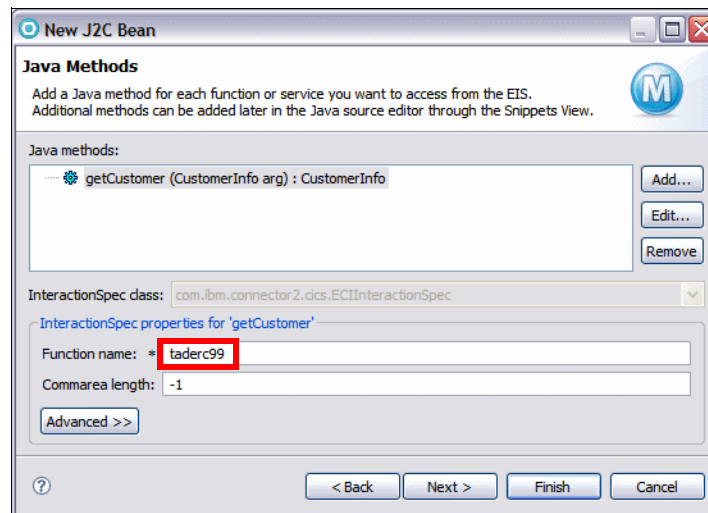 New J2C Bean
Java Methods
Add a Java method for each function or service you want to access from the EIS.
Additional methods can be added later in the Java source editor through the Snippets View.
M
Java methods:
getCustomer (CustomerInfo arg) : CustomerInfo
Add...
Edit...
Remove
InteractionSpec class: com.ibm.connector2.cics.ECIInteractionSpec
InteractionSpec properties for 'getCustomer'
Function name: * taderc99
Commarea length: -1
Advanced >>
? < Back Next > Finish Cancel